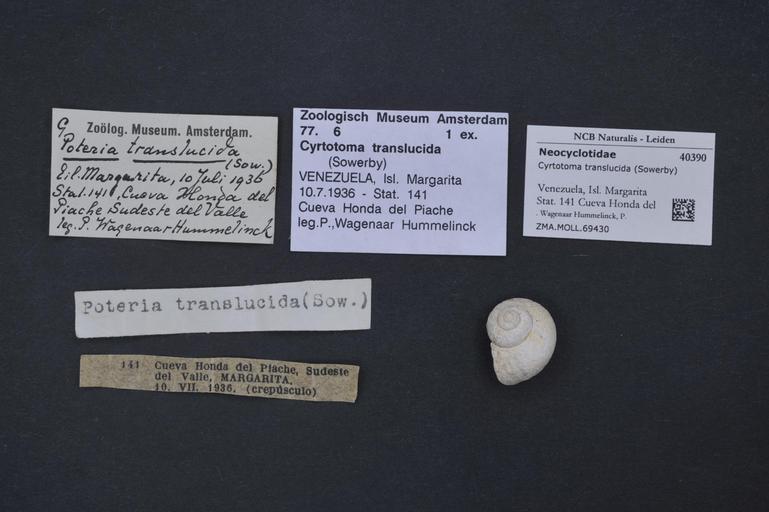 G Zoölog. Museum. Amsterdam.
Poteria translucida
(Sow.)
Eil. Margarita, 10 Juli 1936
Stat. 141, Cueva Honda del
Piache Sudeste del Valle
leg. P. Wagenaar Hummelinck
Zoologisch Museum Amsterdam
77. 6 1 ex.
Cyrtotoma translucida
(Sowerby)
VENEZUELA, Isl. Margarita
10.7.1936 - Stat. 141
Cueva Honda del Piache
leg.P.,Wagenaar Hummelinck
NCB Naturalis - Leiden
Neocyclotidae 40390
Cyrtotoma translucida (Sowerby)
Venezuela, Isl. Margarita
Stat. 141 Cueva Honda del
. Wagenaar Hummelinck, P.
ZMA.MOLL.69430
Poteria translucida(Sow.)
141 Cueva Honda del Piache, Sudeste
del Valle, MARGARITA.
10. VII. 1936. (crepúsculo)